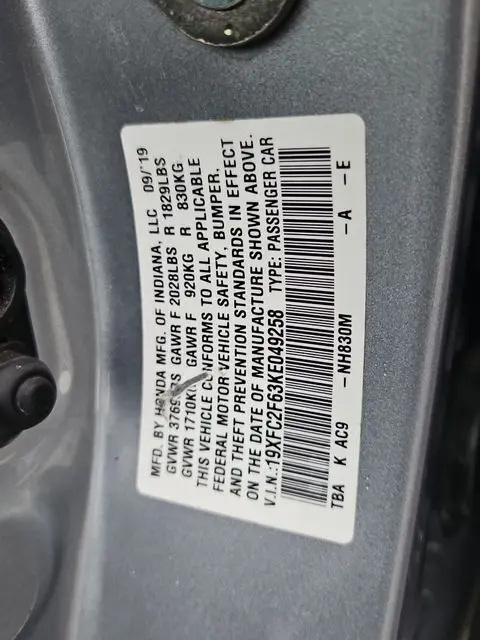 MFD. BY HONDA MFG. OF INDIANA, LLC 09/'19
GVWR GAWR F 2028LBS R 1829LBS
GVWR 1710KG GAWR F 920KG R 830KG
THIS VEHICLE CONFORMS TO ALL APPLICABLE
FEDERAL MOTOR VEHICLE SAFETY, BUMPER,
AND THEFT PREVENTION STANDARDS IN EFFECT
ON THE DATE OF MANUFACTURE SHOWN ABOVE.
V.I.N.:19XFC2F63KE049258 TYPE: PASSENGER CAR
TBA K AC9 -NH830M -A -E